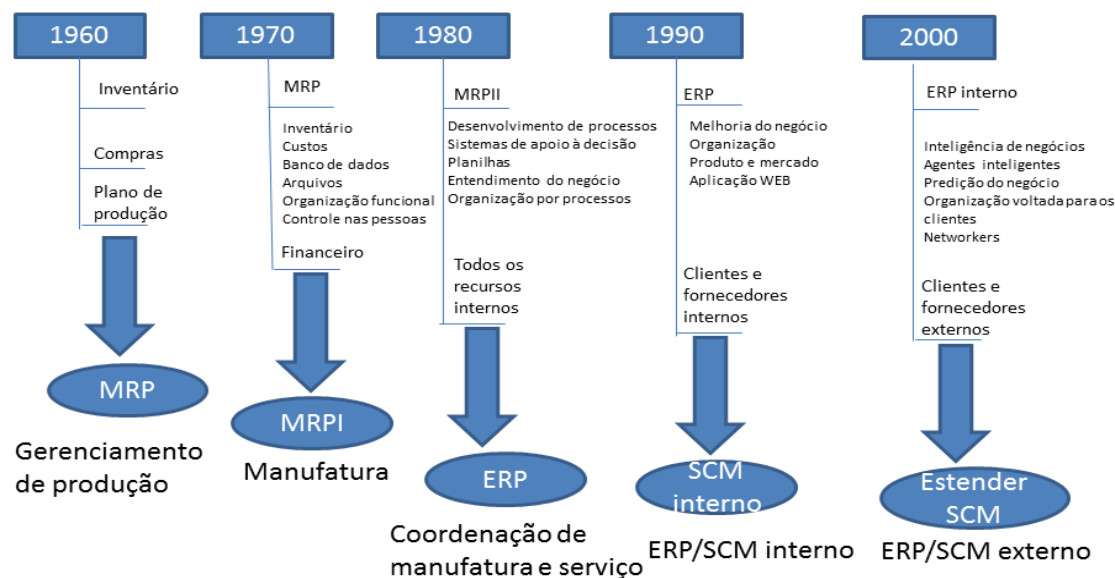 1960
Inventário
Compras
Plano de
produção
MRP
Gerenciamento
de produção
1970
MRP
Inventário
Custos
Banco de dados
Arquivos
Organização funcional
Controle nas pessoas
Financeiro
MRPI
Manufatura
1980
MRPII
Desenvolvimento de processos
Sistemas de apoio à decisão
Planilhas
Entendimento do negócio
Organização por processos
Todos os
recursos
internos
ERP
Coordenação de
manufatura e serviço
1990
ERP
Melhoria do negócio
Organização
Produto e mercado
Aplicação WEB
Clientes e
fornecedores
internos
SCM
interno
ERP/SCM interno
2000
ERP interno
Inteligência de negócios
Agentes inteligentes
Predição do negócio
Organização voltada para os
clientes
Networkers
Clientes e
fornecedores
externos
Estender
SCM
ERP/SCM externo